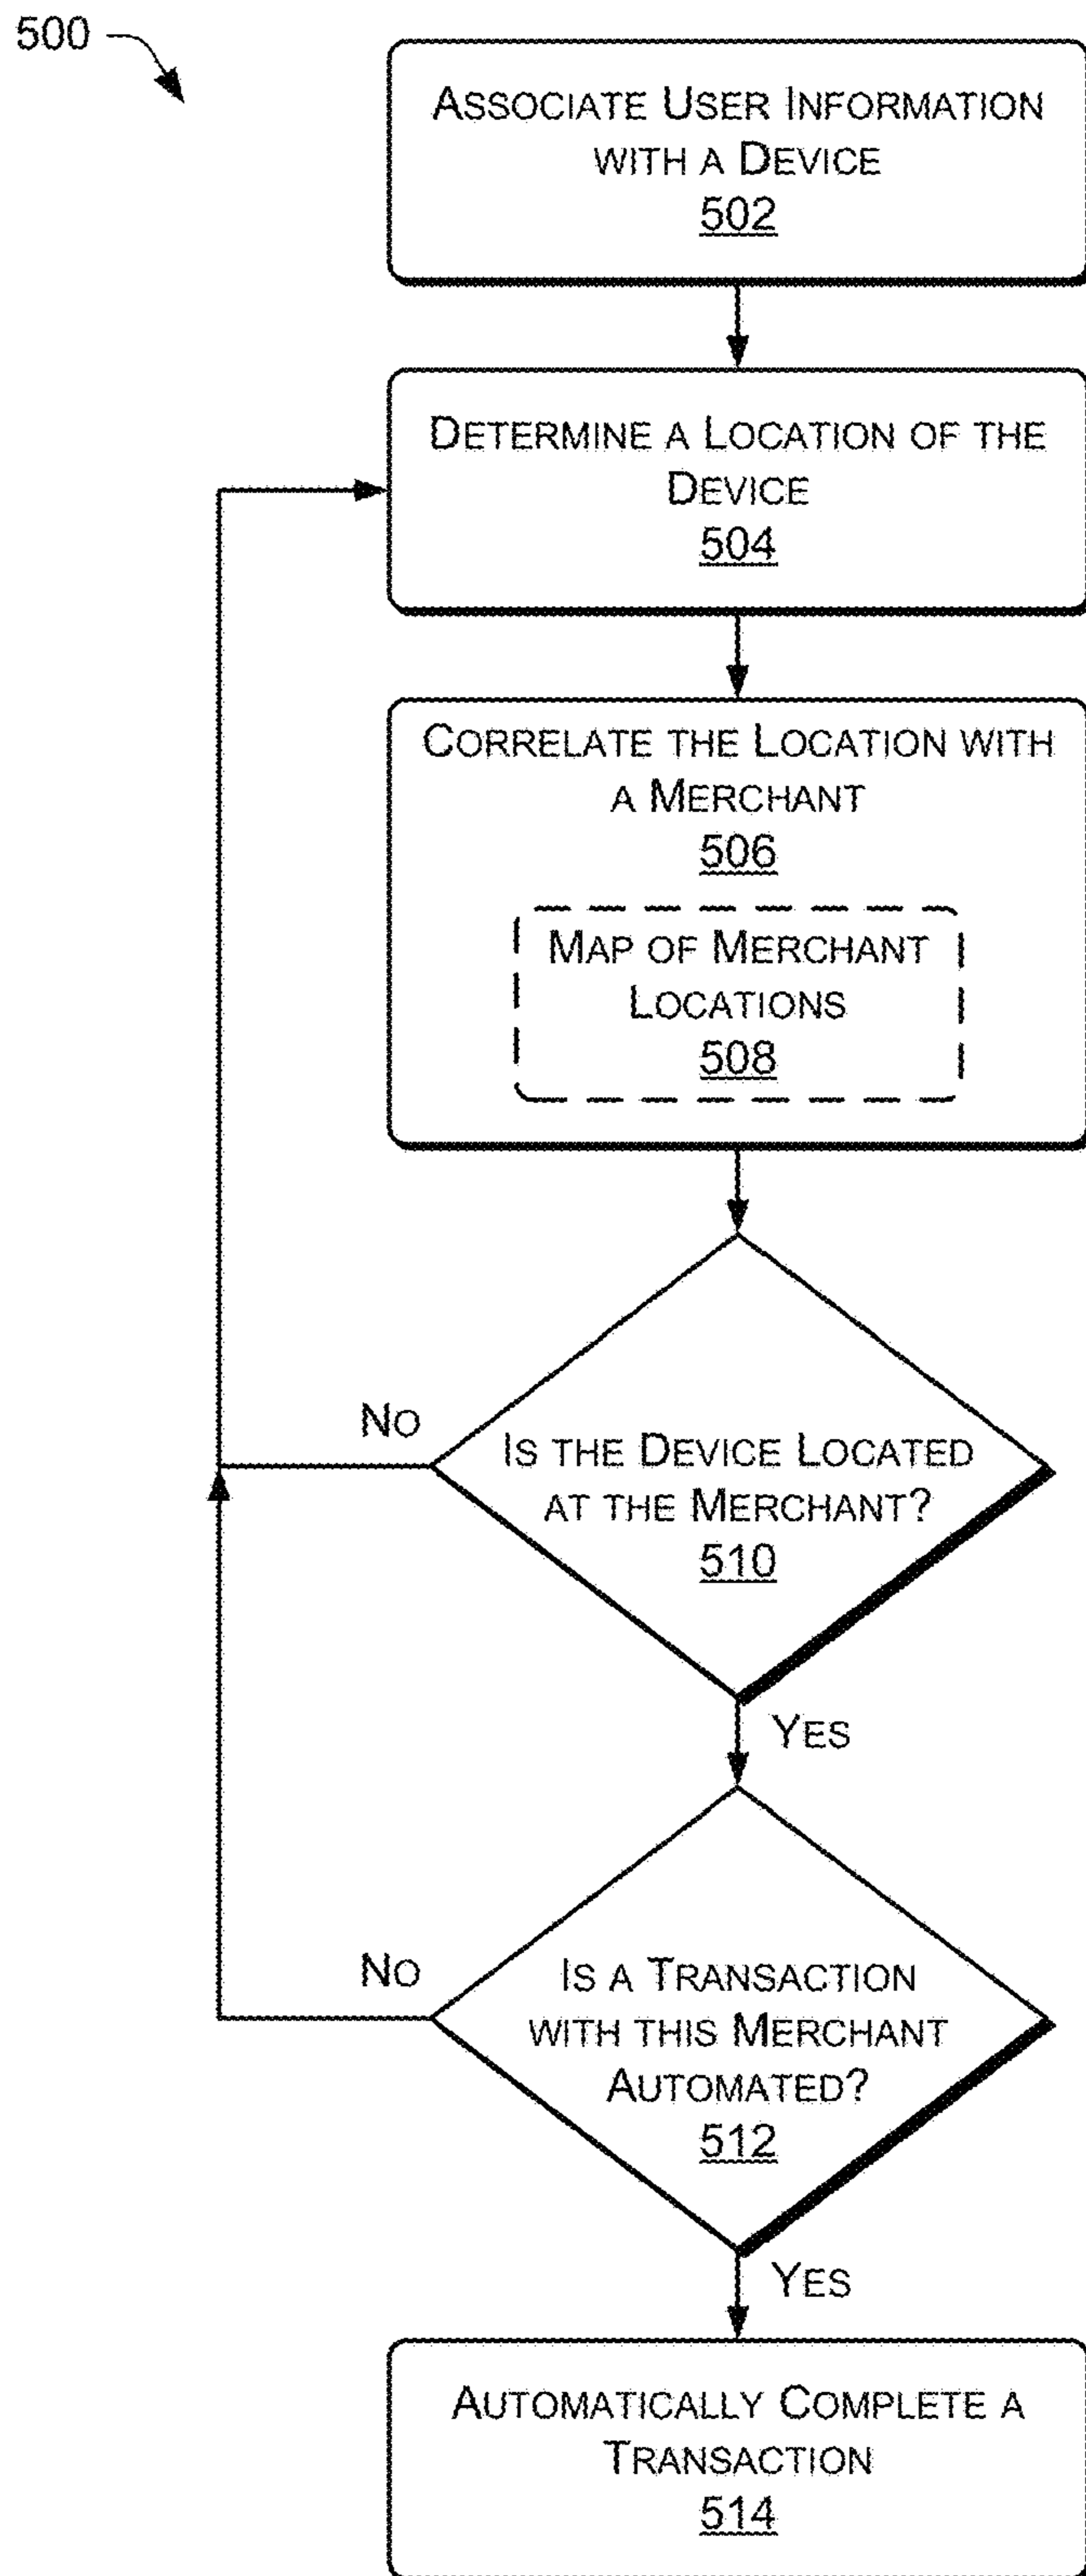 500
ASSOCIATE USER INFORMATION
WITH A DEVICE
502
DETERMINE A LOCATION OF THE
DEVICE
504
CORRELATE THE LOCATION WITH
A MERCHANT
506
MAP OF MERCHANT
LOCATIONS
508
NO
IS THE DEVICE LOCATED
AT THE MERCHANT?
510
YES
NO
IS A TRANSACTION
WITH THIS MERCHANT
AUTOMATED?
512
YES
AUTOMATICALLY COMPLETE A
TRANSACTION
514